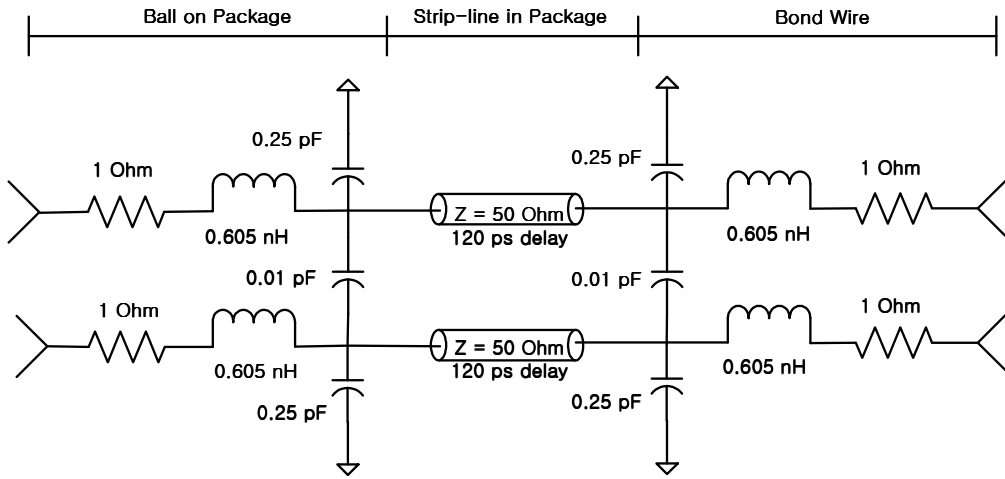 Ball on Package
Strip-line in Package
Bond Wire
0.25 pF
0.25 pF
1 Ohm
1 Ohm
Z = 50 Ohm
0.605 nH
120 ps delay
0.605 nH
0.01 pF
0.01 pF
1 Ohm
1 Ohm
Z = 50 Ohm
0.605 nH
120 ps delay
0.605 nH
0.25 pF
0.25 pF